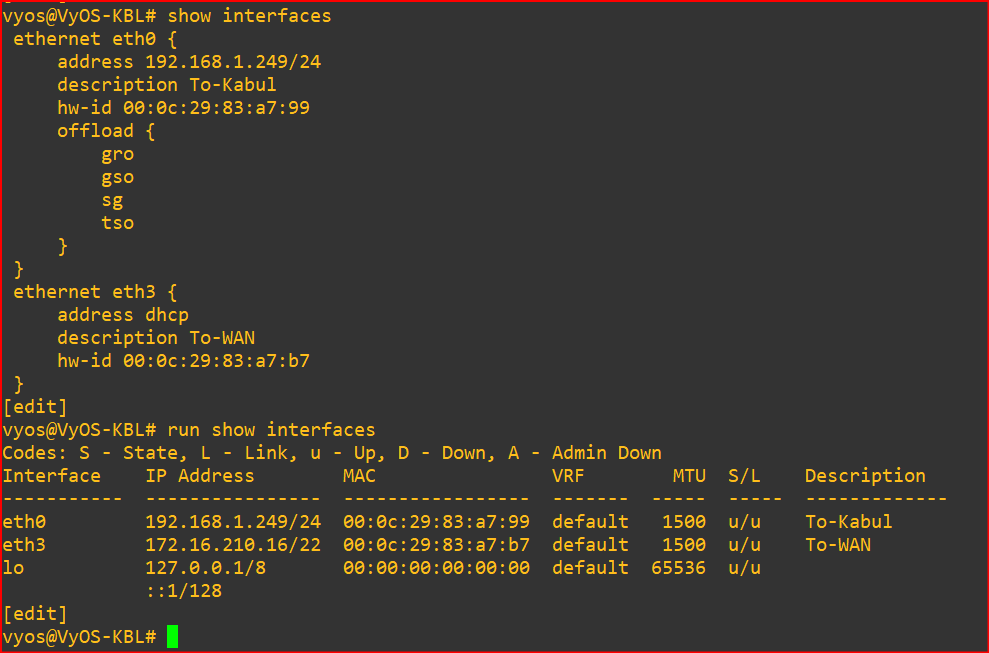 vyos@VyOS-KBL# show interfaces
 ethernet eth0 {
     address 192.168.1.249/24
     description To-Kabul
     hw-id 00:0c:29:83:a7:99
     offload {
         gro
         gso
         sg
         tso
     }
 }
 ethernet eth3 {
     address dhcp
     description To-WAN
     hw-id 00:0c:29:83:a7:b7
 }
[edit]
vyos@VyOS-KBL# run show interfaces
Codes: S - State, L - Link, u - Up, D - Down, A - Admin Down
Interface    IP Address        MAC                VRF        MTU  S/L    Description
-----------  ----------------  -----------------  -------  -----  -----  -------------
eth0         192.168.1.249/24  00:0c:29:83:a7:99  default   1500  u/u    To-Kabul
eth3         172.16.210.16/22  00:0c:29:83:a7:b7  default   1500  u/u    To-WAN
lo           127.0.0.1/8       00:00:00:00:00:00  default  65536  u/u
             ::1/128
[edit]
vyos@VyOS-KBL#